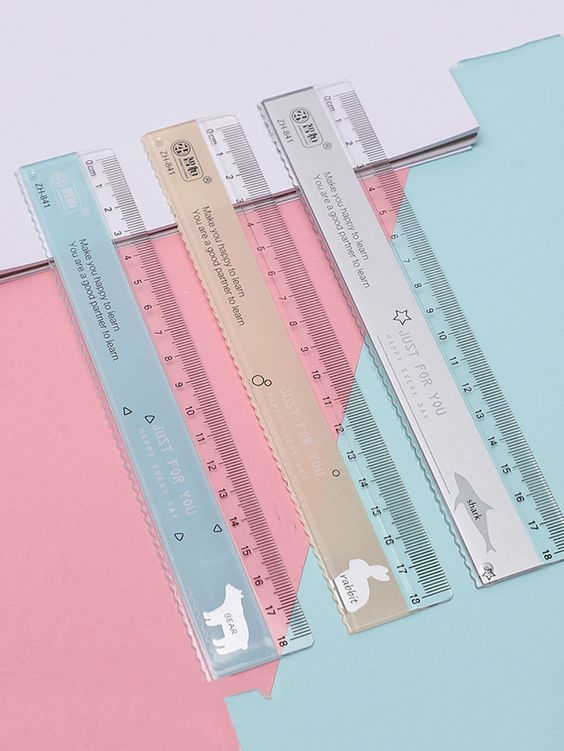 ZH-841
®
Make you happy to learn
You are a good partner to learn
JUST FOR YOU
HAPPY EVERY DAY
BEAR
0cm 1 2 3 4 5 6 7 8 9 10 11 12 13 14 15 16 17 18
ZH-841
®
Make you happy to learn
You are a good partner to learn
JUST FOR YOU
HAPPY EVERY DAY
rabbit
0cm 1 2 3 4 5 6 7 8 9 10 11 12 13 14 15 16 17 18
ZH-841
®
Make you happy to learn
You are a good partner to learn
JUST FOR YOU
HAPPY EVERY DAY
shark
0cm 1 2 3 4 5 6 7 8 9 10 11 12 13 14 15 16 17 18